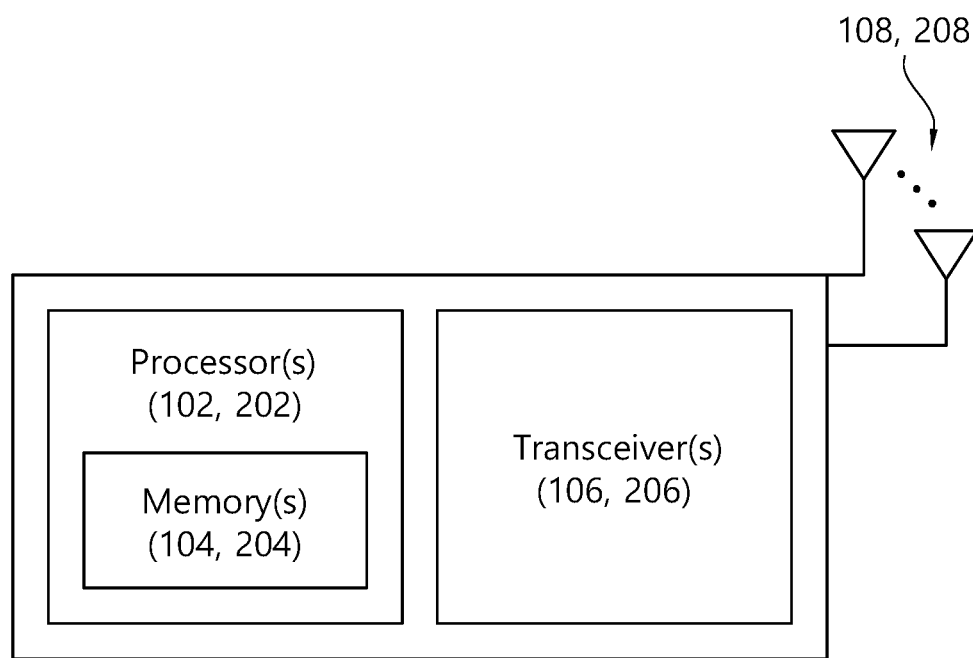 108, 208
Processor(s)
(102, 202)
Memory(s)
(104, 204)
Transceiver(s)
(106, 206)